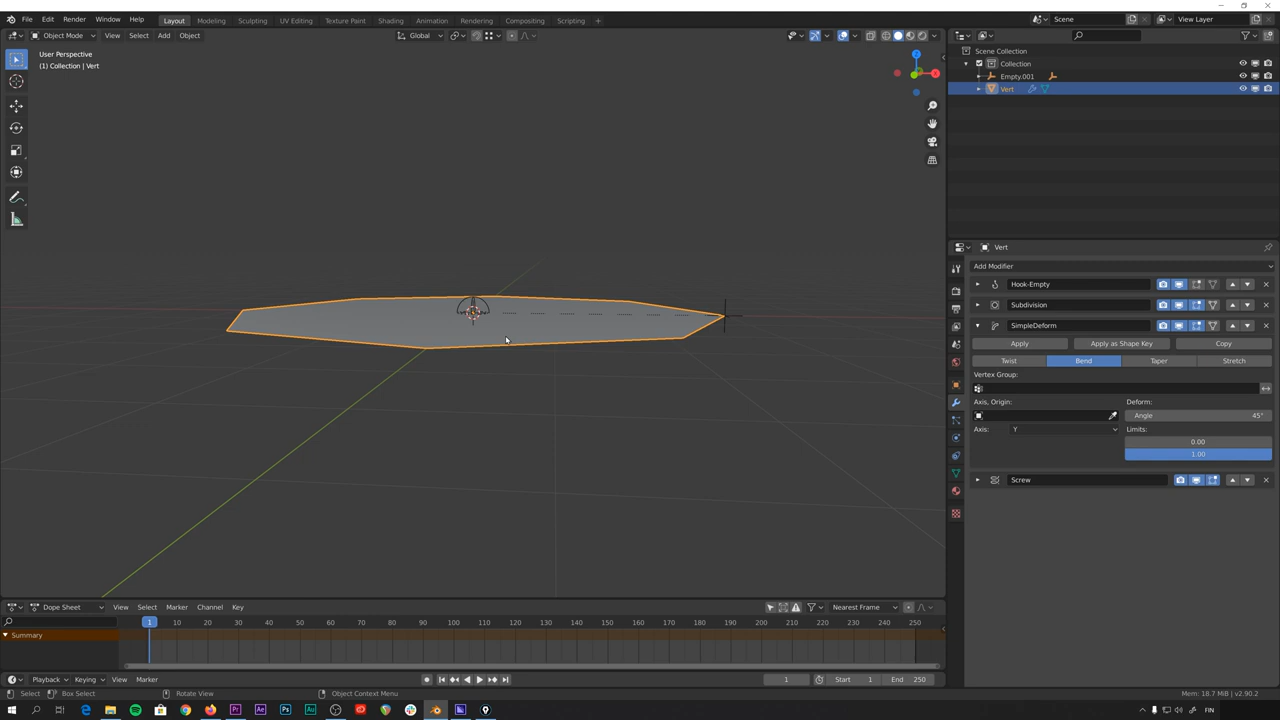 File Edit Render Window Help Layout Modeling Sculpting UV Editing Texture Paint Shading Animation Rendering Compositing Scripting + Scene View Layer
Object Mode View Select Add Object Global
User Perspective
(1) Collection | Vert
Z
X
Scene Collection
Collection
Empty.001
Vert
Vert
Add Modifier
Hook-Empty
Subdivision
SimpleDeform
Apply Apply as Shape Key Copy
Twist Bend Taper Stretch
Vertex Group:
Axis, Origin: Deform:
Angle 45°
Axis: Y Limits:
0.00
1.00
Screw
Dope Sheet View Select Marker Channel Key Nearest Frame
1 10 20 30 40 50 60 70 80 90 100 110 120 130 140 150 160 170 180 190 200 210 220 230 240 250
Summary
Playback Keying View Marker 1 Start 1 End 250
Select Box Select Rotate View Object Context Menu Mem: 18.7 MiB | v2.90.2
FIN